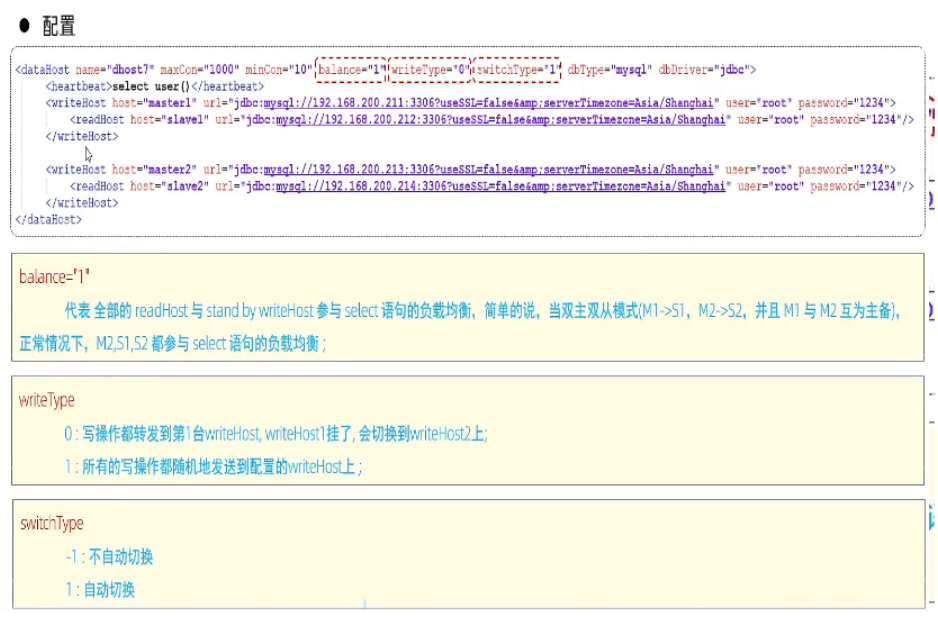 ● 配置
<dataHost name="dhost7" maxCon="1000" minCon="10" balance="1" writeType="0" switchType="1" dbType="mysql" dbDriver="jdbc">
<heartbeat>select user()</heartbeat>
<writeHost host="master1" url="jdbc:mysql://192.168.200.211:3306?useSSL=false&amp;serverTimezone=Asia/Shanghai" user="root" password="1234">
<readHost host="slave1" url="jdbc:mysql://192.168.200.212:3306?useSSL=false&amp;serverTimezone=Asia/Shanghai" user="root" password="1234"/>
</writeHost>
<writeHost host="master2" url="jdbc:mysql://192.168.200.213:3306?useSSL=false&amp;serverTimezone=Asia/Shanghai" user="root" password="1234">
<readHost host="slave2" url="jdbc:mysql://192.168.200.214:3306?useSSL=false&amp;serverTimezone=Asia/Shanghai" user="root" password="1234"/>
</writeHost>
</dataHost>
balance="1"
代表 全部的 readHost 与 stand by writeHost 参与 select 语句的负载均衡，简单的说，当双主双从模式(M1->S1，M2->S2，并且 M1 与 M2 互为主备)，
正常情况下，M2,S1,S2 都参与 select 语句的负载均衡 ;
writeType
0 : 写操作都转发到第1台writeHost, writeHost1挂了, 会切换到writeHost2上;
1 : 所有的写操作都随机地发送到配置的writeHost上 ;
switchType
-1 : 不自动切换
1 : 自动切换